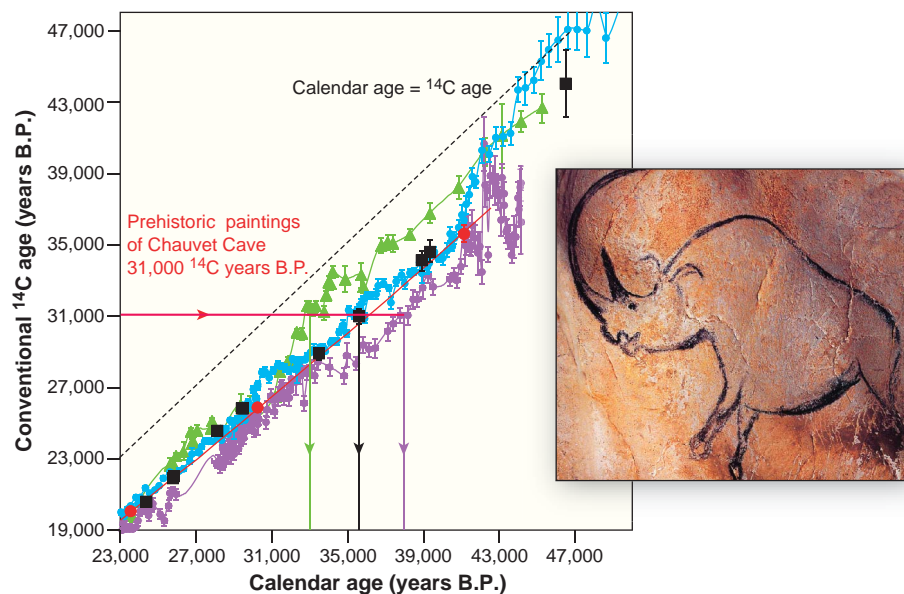 47,000
43,000
39,000
35,000
31,000
27,000
23,000
19,000
Conventional ¹⁴C age (years B.P.)
Calendar age = ¹⁴C age
Prehistoric paintings
of Chauvet Cave
31,000 ¹⁴C years B.P.
23,000 27,000 31,000 35,000 39,000 43,000 47,000
Calendar age (years B.P.)